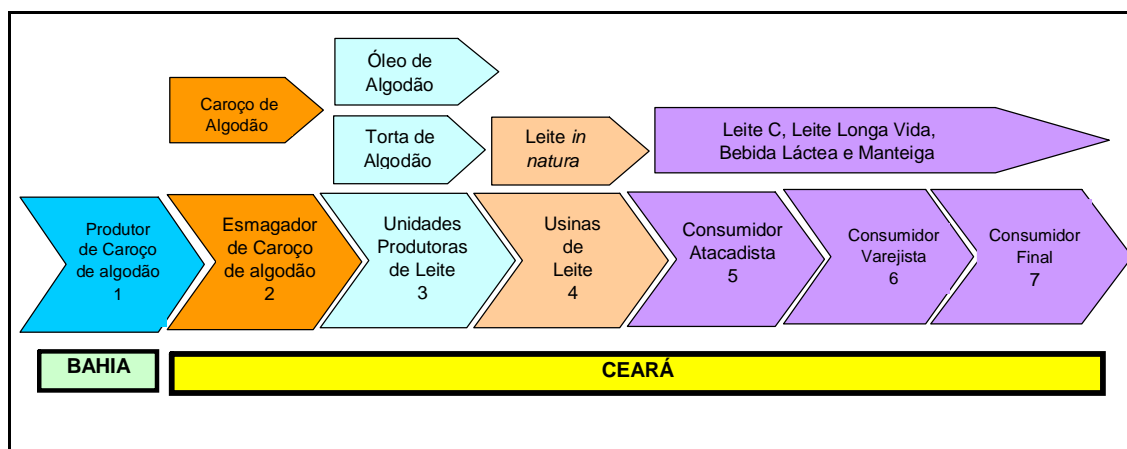 Óleo de
Algodão
Caroço de
Algodão
Torta de
Algodão
Leite in
natura
Leite C, Leite Longa Vida,
Bebida Láctea e Manteiga
Produtor
de Caroço
de algodão
1
Esmagador
de Caroço
de algodão
2
Unidades
Produtoras
de Leite
3
Usinas
de
Leite
4
Consumidor
Atacadista
5
Consumidor
Varejista
6
Consumidor
Final
7
BAHIA
CEARÁ